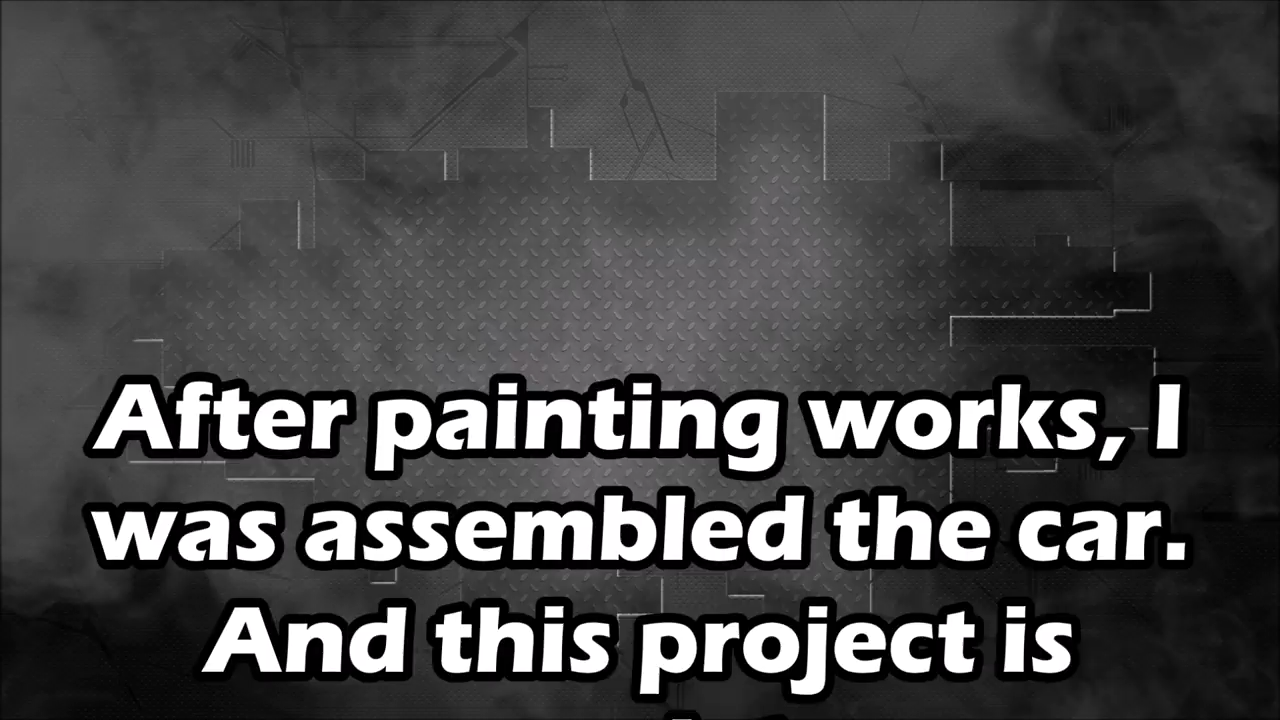 After painting works, I
was assembled the car.
And this project is